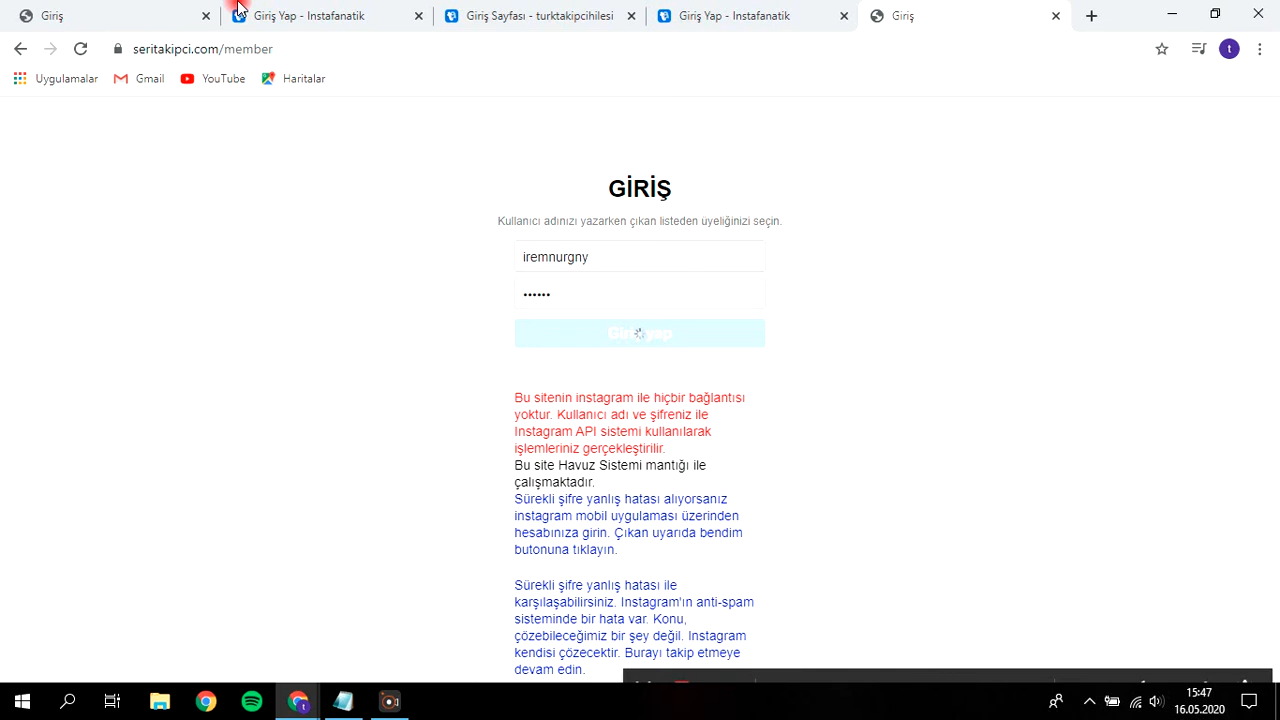 Giriş
Giriş Yap - Instafanatik
Giriş Sayfası - turktakipcihilesi
Giriş Yap - Instafanatik
Giriş
seritakipci.com/member
t
Uygulamalar
Gmail
YouTube
Haritalar
GİRİŞ
Kullanıcı adınızı yazarken çıkan listeden üyeliğinizi seçin.
iremnurgny
••••••
Giriş yap
Bu sitenin instagram ile hiçbir bağlantısı
yoktur. Kullanıcı adı ve şifreniz ile
Instagram API sistemi kullanılarak
işlemleriniz gerçekleştirilir.
Bu site Havuz Sistemi mantığı ile
çalışmaktadır.
Sürekli şifre yanlış hatası alıyorsanız
instagram mobil uygulaması üzerinden
hesabınıza girin. Çıkan uyarıda bendim
butonuna tıklayın.
Sürekli şifre yanlış hatası ile
karşılaşabilirsiniz. Instagram'ın anti-spam
sisteminde bir hata var. Konu,
çözebileceğimiz bir şey değil. Instagram
kendisi çözecektir. Burayı takip etmeye
devam edin.
15:47
16.05.2020